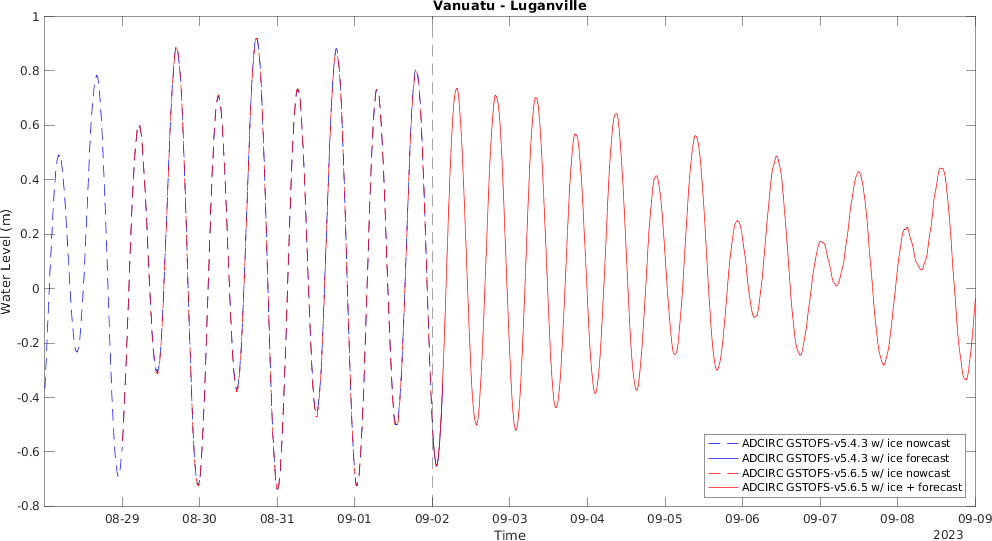 Vanuatu - Luganville
Water Level (m)
1
0.8
0.6
0.4
0.2
0
-0.2
-0.4
-0.6
-0.8
ADCIRC GSTOFS-v5.4.3 w/ ice nowcast
ADCIRC GSTOFS-v5.4.3 w/ ice forecast
ADCIRC GSTOFS-v5.6.5 w/ ice nowcast
ADCIRC GSTOFS-v5.6.5 w/ ice + forecast
08-29 08-30 08-31 09-01 09-02 09-03 09-04 09-05 09-06 09-07 09-08 09-09
Time
2023